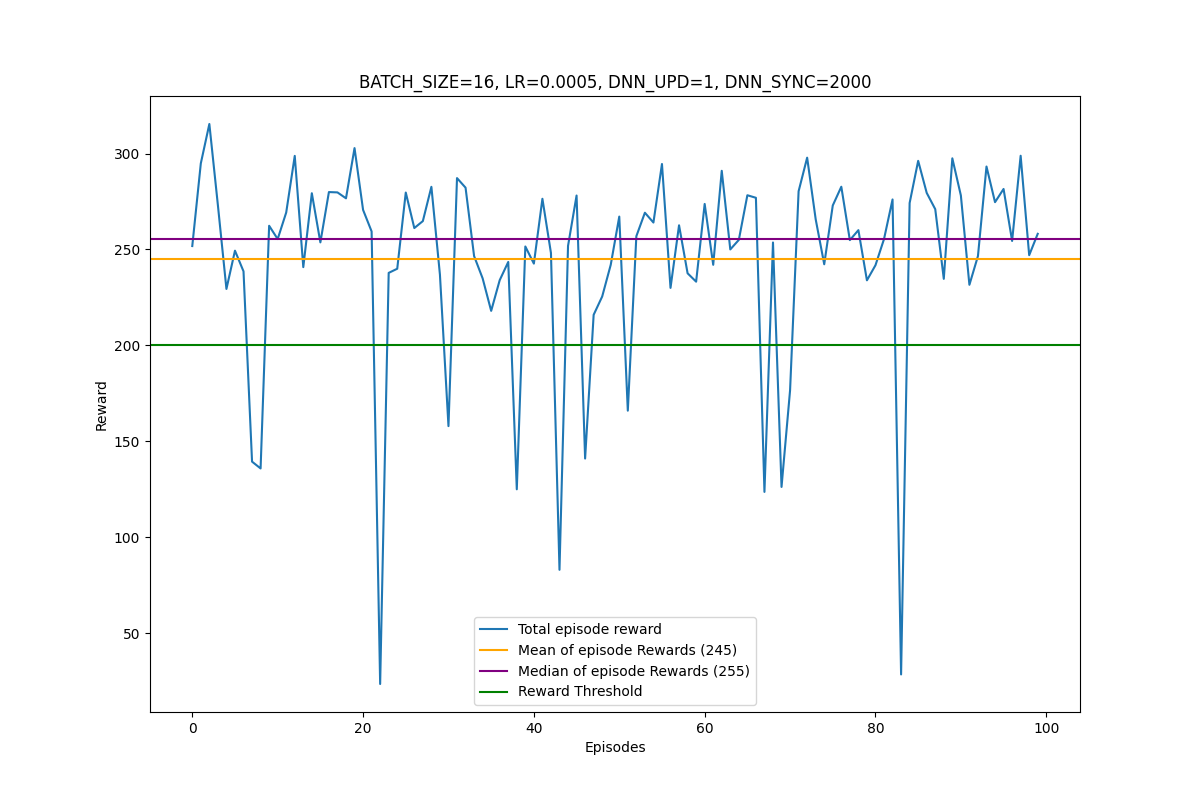 BATCH_SIZE=16, LR=0.0005, DNN_UPD=1, DNN_SYNC=2000
300
250
200
150
100
50
Reward
Total episode reward
Mean of episode Rewards (245)
Median of episode Rewards (255)
Reward Threshold
0 20 40 60 80 100
Episodes